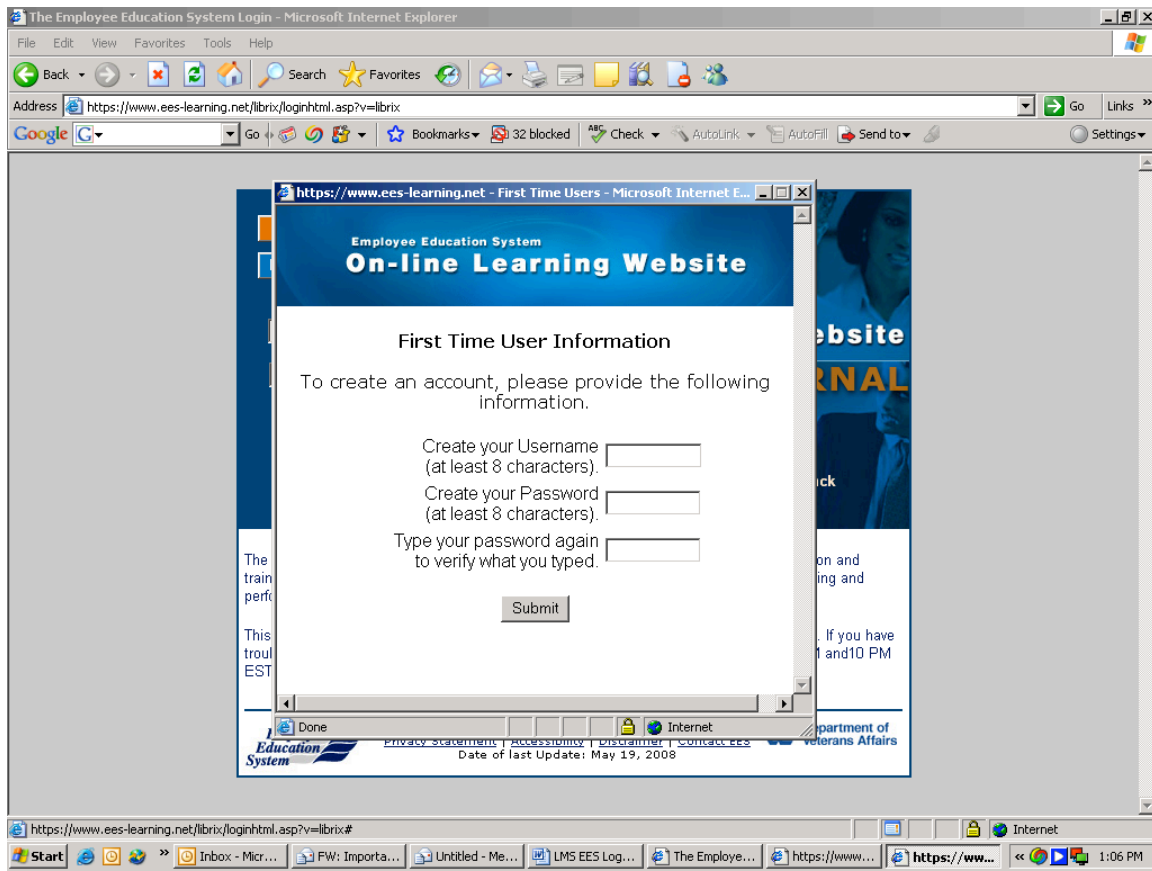 The Employee Education System Login - Microsoft Internet Explorer
File Edit View Favorites Tools Help
Back Search Favorites
Address https://www.ees-learning.net/librix/loginhtml.asp?v=librix Go Links »
Google G Go Bookmarks 32 blocked ABC Check AutoLink AutoFill Send to Settings
https://www.ees-learning.net - First Time Users - Microsoft Internet E...
Employee Education System
On-line Learning Website
First Time User Information
To create an account, please provide the following
information.
Create your Username
(at least 8 characters).
Create your Password
(at least 8 characters).
Type your password again
to verify what you typed.
Submit
Done Internet
The on and
ing and
This . If you have
and10 PM
EST
Education
System
Privacy Statement | Accessibility | Disclaimer | Contact EES
Date of last Update: May 19, 2008
partment of
Veterans Affairs
https://www.ees-learning.net/librix/loginhtml.asp?v=librix# Internet
Start » Inbox - Micr... FW: Importa... Untitled - Me... LMS EES Log... The Employe... https://www... https://ww... « 1:06 PM